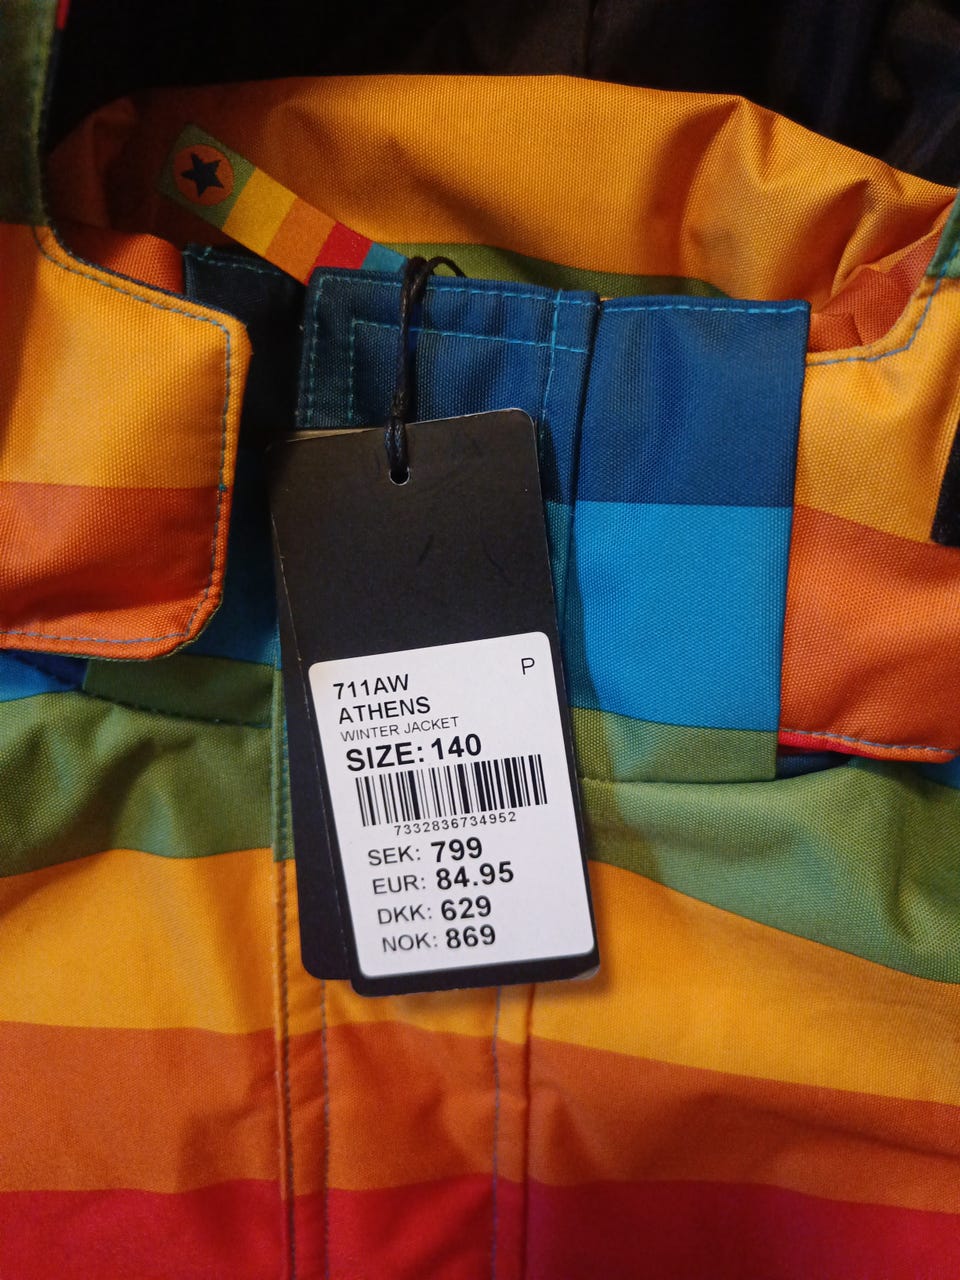 P
711AW
ATHENS
WINTER JACKET
SIZE: 140
7332836734952
SEK: 799
EUR: 84.95
DKK: 629
NOK: 869